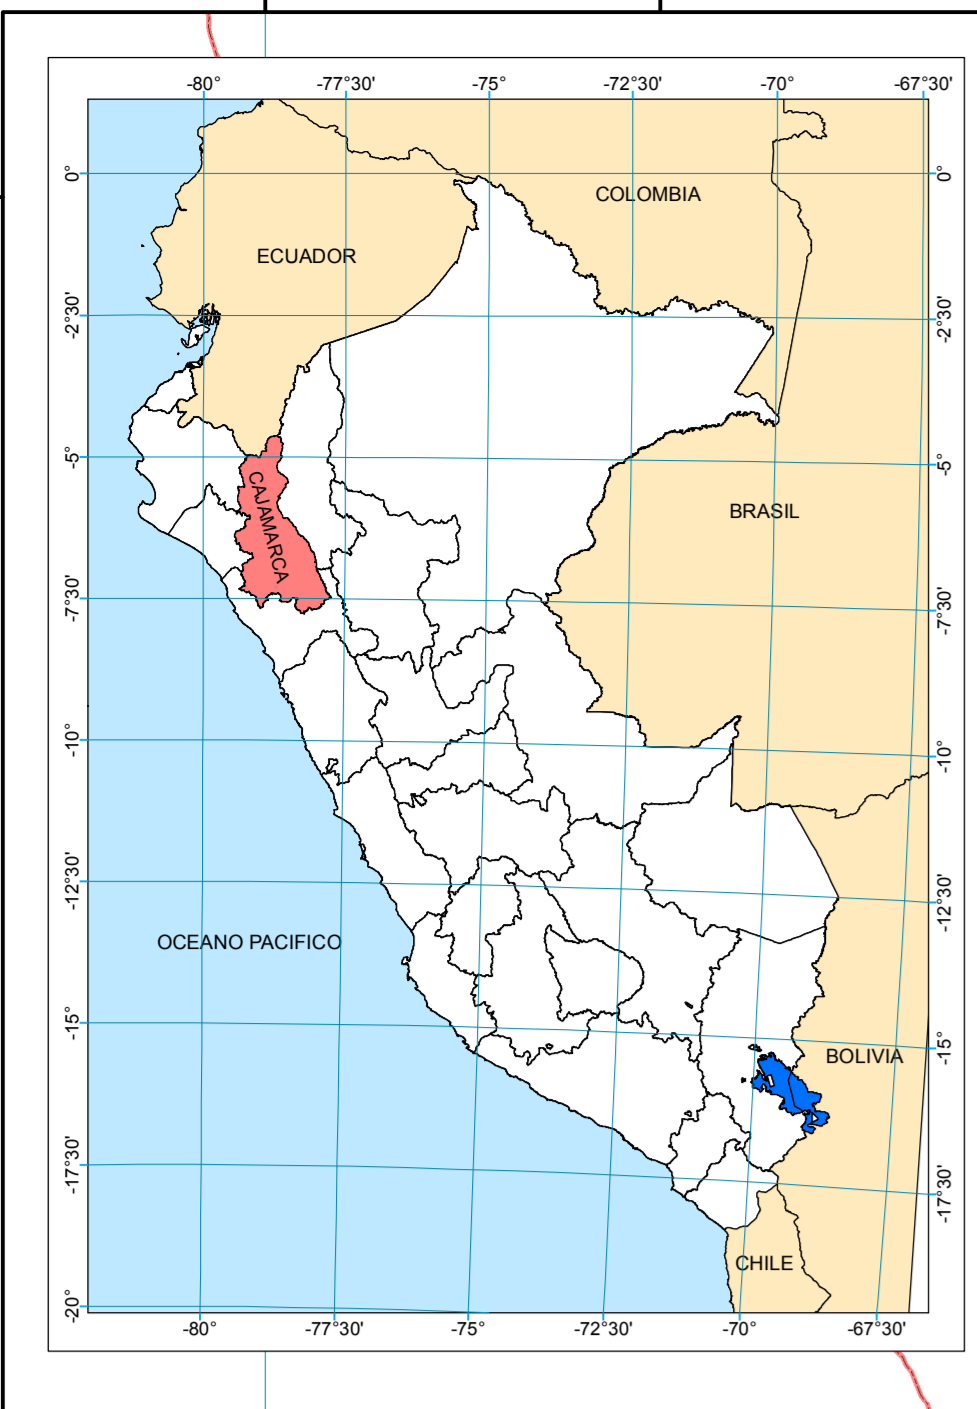 -80° -77°30' -75° -72°30' -70° -67°30'
0° 0°
COLOMBIA
ECUADOR
2°30' 2°30'
-5° -5°
CAJAMARCA
BRASIL
-7°30' -7°30'
-10° -10°
-12°30' -12°30'
OCEANO PACIFICO
-15° -15°
BOLIVIA
-17°30' -17°30'
CHILE
-20°
-80° -77°30' -75° -72°30' -70° -67°30'